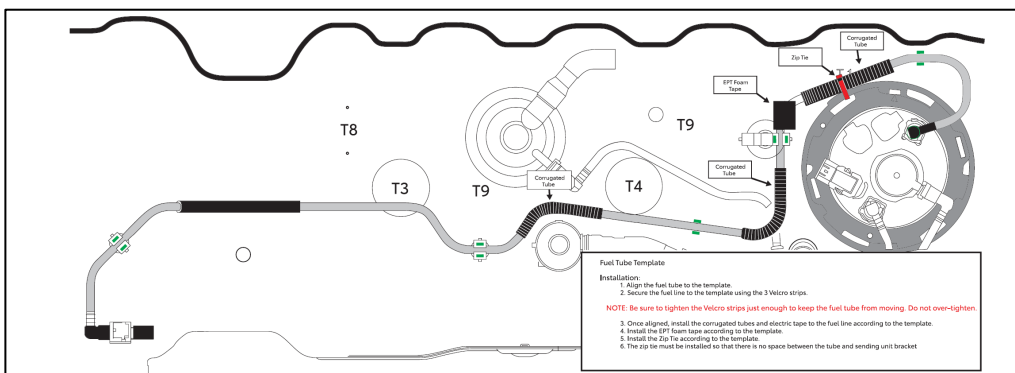 Corrugated
Tube
Zip Tie
EPT Foam
Tape
T8
T9
T3
T9
Corrugated
Tube
T4
Corrugated
Tube
Fuel Tube Template
Installation:
1. Align the fuel tube to the template.
2. Secure the fuel line to the template using the 3 Velcro strips.
NOTE: Be sure to tighten the Velcro strips just enough to keep the fuel tube from moving. Do not over-tighten.
3. Once aligned, install the corrugated tubes and electric tape to the fuel line according to the template.
4. Install the EPT foam tape according to the template.
5. Install the Zip Tie according to the template.
6. The zip tie must be installed so that there is no space between the tube and sending unit bracket